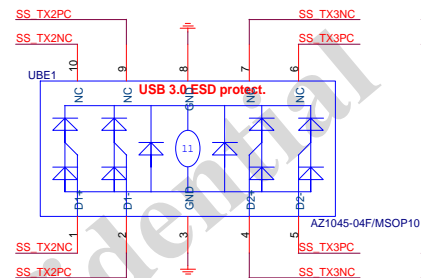 SS_TX2PC
SS_TX3NC
SS_TX2NC
SS_TX3PC
10
9
8
7
6
UBE1
USB 3.0 ESD protect.
NC
NC
GND
NC
NC
11
D1+
D1-
GND
D2+
D2-
AZ1045-04F/MSOP10
1
2
3
4
5
SS_TX2NC
SS_TX3PC
SS_TX2PC
SS_TX3NC